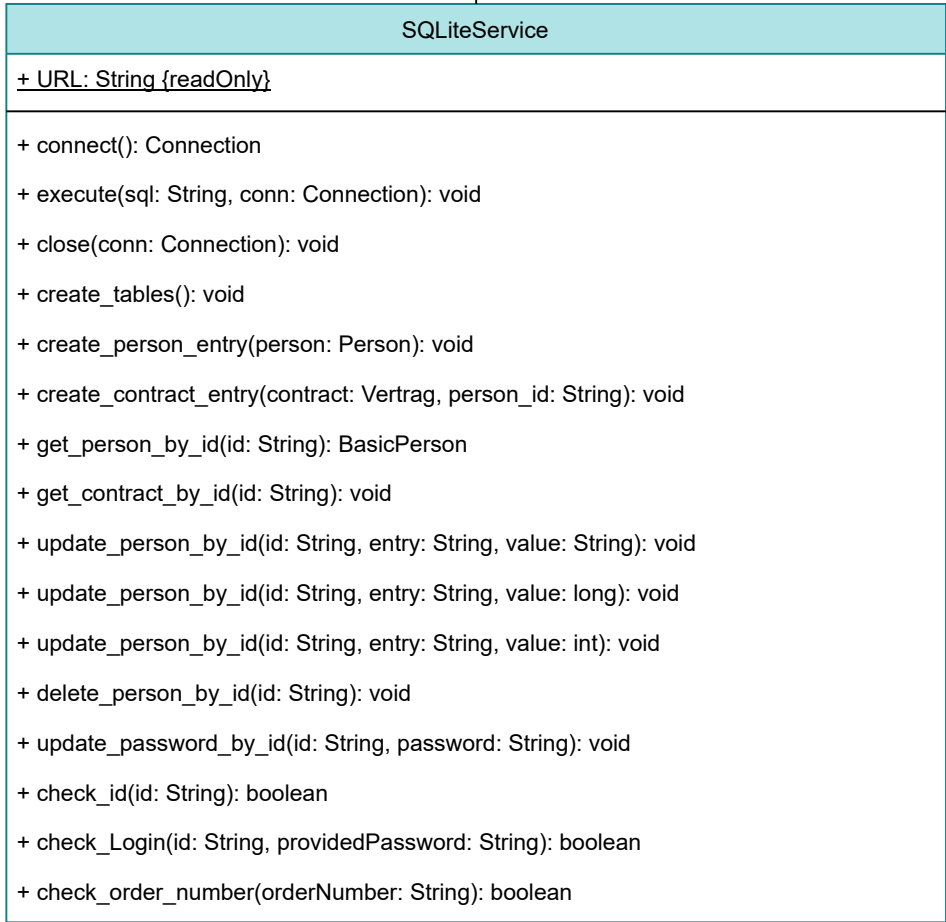 SQLiteService
+ URL: String {readOnly}
+ connect(): Connection
+ execute(sql: String, conn: Connection): void
+ close(conn: Connection): void
+ create_tables(): void
+ create_person_entry(person: Person): void
+ create_contract_entry(contract: Vertrag, person_id: String): void
+ get_person_by_id(id: String): BasicPerson
+ get_contract_by_id(id: String): void
+ update_person_by_id(id: String, entry: String, value: String): void
+ update_person_by_id(id: String, entry: String, value: long): void
+ update_person_by_id(id: String, entry: String, value: int): void
+ delete_person_by_id(id: String): void
+ update_password_by_id(id: String, password: String): void
+ check_id(id: String): boolean
+ check_Login(id: String, providedPassword: String): boolean
+ check_order_number(orderNumber: String): boolean